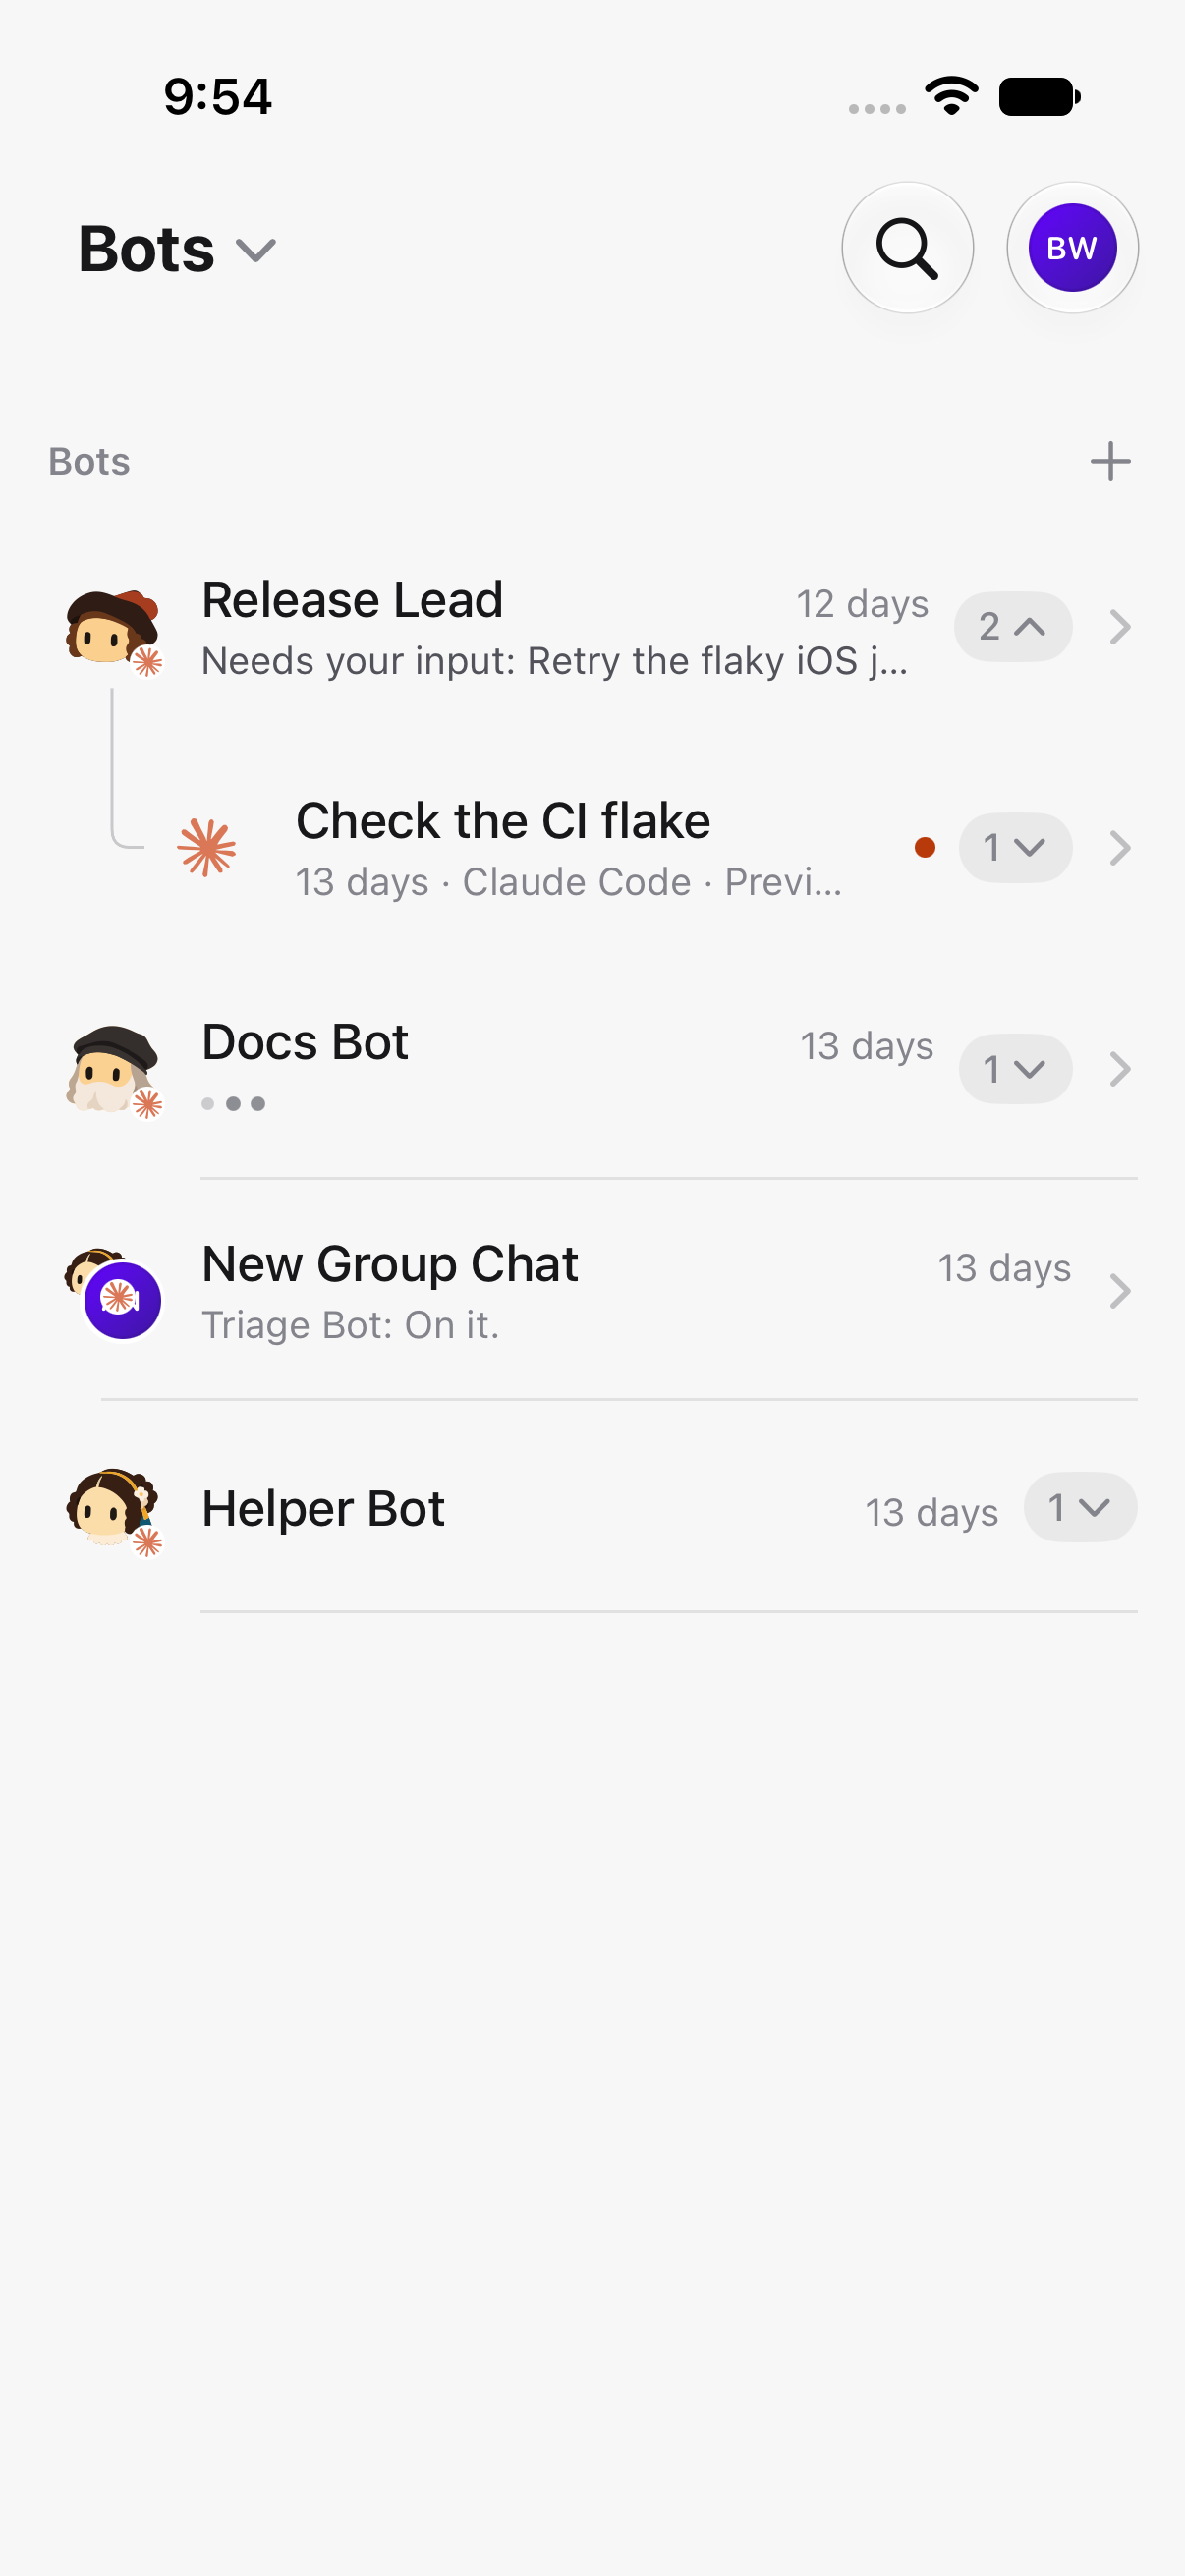 9:54
Bots
BW
Bots
Release Lead
12 days
2
Needs your input: Retry the flaky iOS j...
Check the CI flake
1
13 days · Claude Code · Previ...
Docs Bot
13 days
1
New Group Chat
13 days
Triage Bot: On it.
Helper Bot
13 days
1